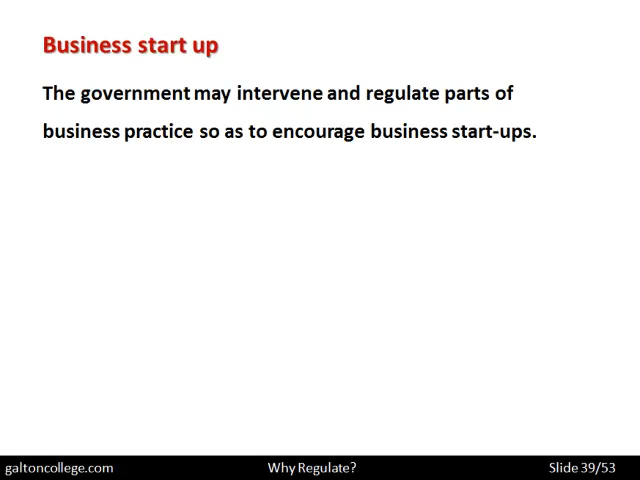 Business start up
The government may intervene and regulate parts of
business practice so as to encourage business start-ups.
galtoncollege.com Why Regulate? Slide 39/53